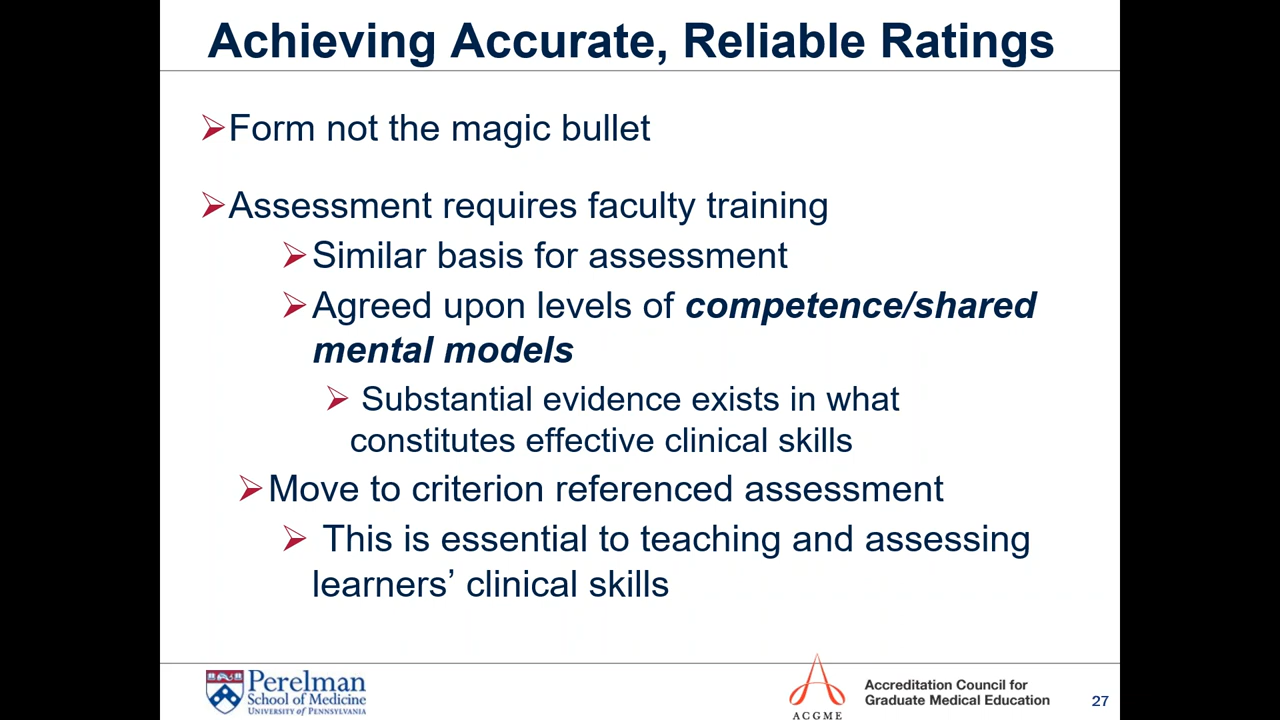 Achieving Accurate, Reliable Ratings
Form not the magic bullet
Assessment requires faculty training
Similar basis for assessment
Agreed upon levels of competence/shared
mental models
Substantial evidence exists in what
constitutes effective clinical skills
Move to criterion referenced assessment
This is essential to teaching and assessing
learners’ clinical skills
Perelman
School of Medicine
University of Pennsylvania
ACGME
Accreditation Council for
Graduate Medical Education
27